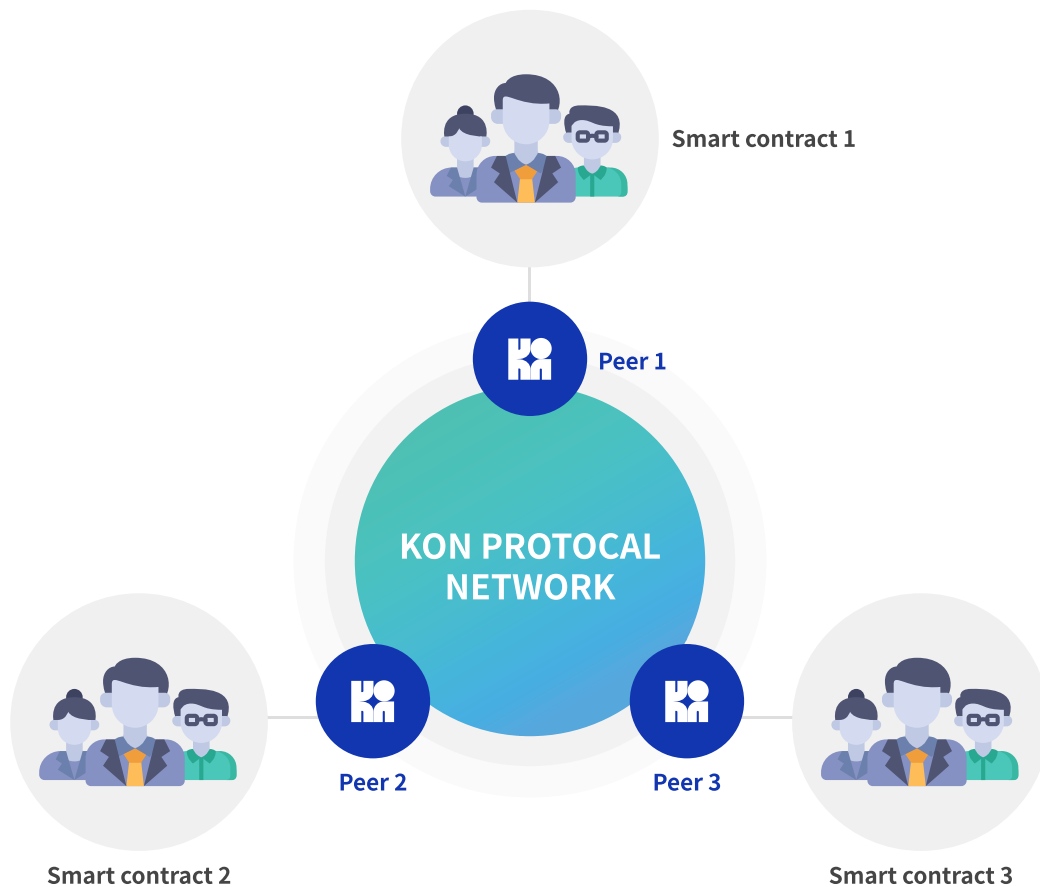 Smart contract 1
Peer 1
KON PROTOCAL
NETWORK
Peer 2
Peer 3
Smart contract 2
Smart contract 3